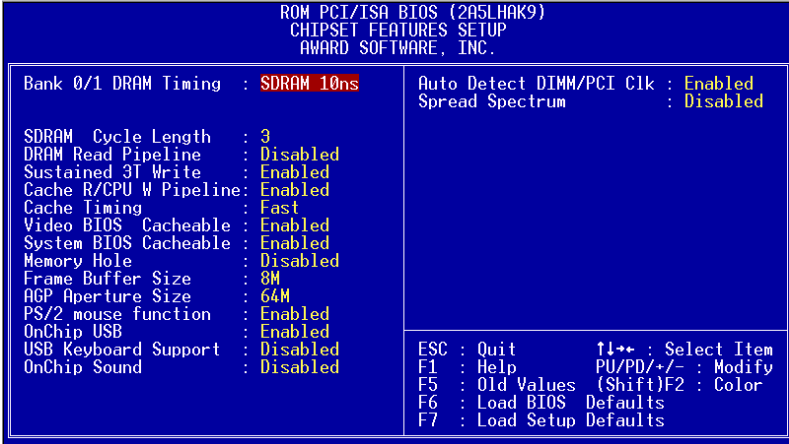 ROM PCI/ISA BIOS (2A5LHAK9)
CHIPSET FEATURES SETUP
AWARD SOFTWARE, INC.
Bank 0/1 DRAM Timing : SDRAM 10ns
SDRAM Cycle Length : 3
DRAM Read Pipeline : Disabled
Sustained 3T Write : Enabled
Cache R/CPU W Pipeline: Enabled
Cache Timing : Fast
Video BIOS Cacheable : Enabled
System BIOS Cacheable : Enabled
Memory Hole : Disabled
Frame Buffer Size : 8M
AGP Aperture Size : 64M
PS/2 mouse function : Enabled
OnChip USB : Enabled
USB Keyboard Support : Disabled
OnChip Sound : Disabled
Auto Detect DIMM/PCI Clk : Enabled
Spread Spectrum : Disabled
ESC : Quit ↑↓→← : Select Item
F1 : Help PU/PD/+/- : Modify
F5 : Old Values (Shift)F2 : Color
F6 : Load BIOS Defaults
F7 : Load Setup Defaults